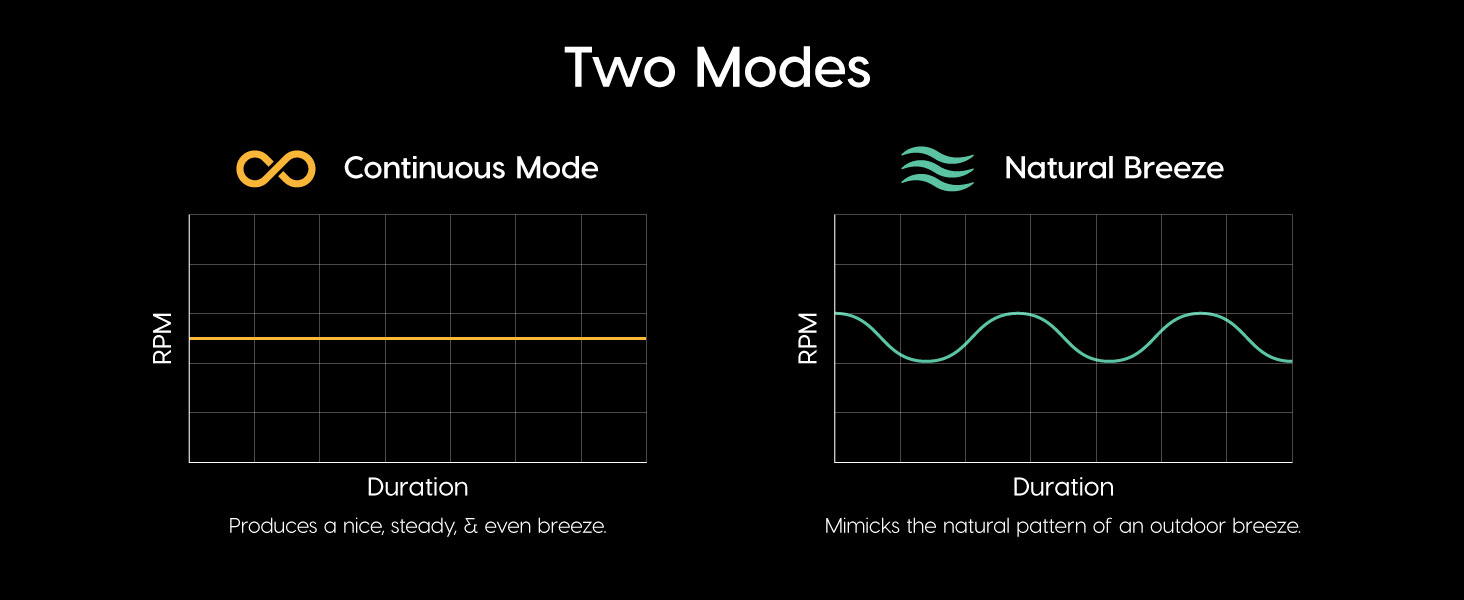 Two Modes
Continuous Mode
RPM
Duration
Produces a nice, steady, & even breeze.
Natural Breeze
RPM
Duration
Mimicks the natural pattern of an outdoor breeze.